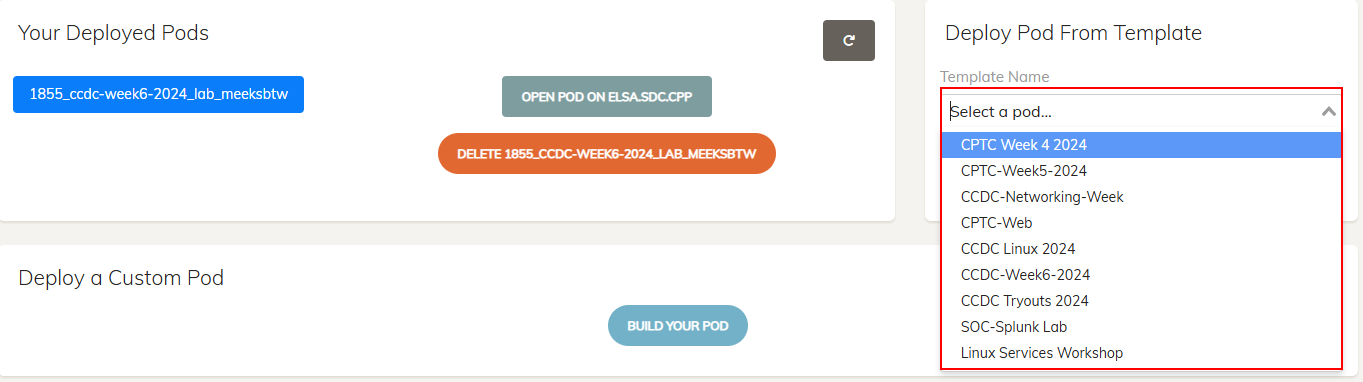 Your Deployed Pods
1855_ccdc-week6-2024_lab_meeksbtw
OPEN POD ON ELSA.SDC.CPP
DELETE 1855_CCDC-WEEK6-2024_LAB_MEEKSBTW
Deploy Pod From Template
Template Name
Select a pod...
CPTC Week 4 2024
CPTC-Week5-2024
CCDC-Networking-Week
CPTC-Web
CCDC Linux 2024
CCDC-Week6-2024
CCDC Tryouts 2024
SOC-Splunk Lab
Linux Services Workshop
Deploy a Custom Pod
BUILD YOUR POD